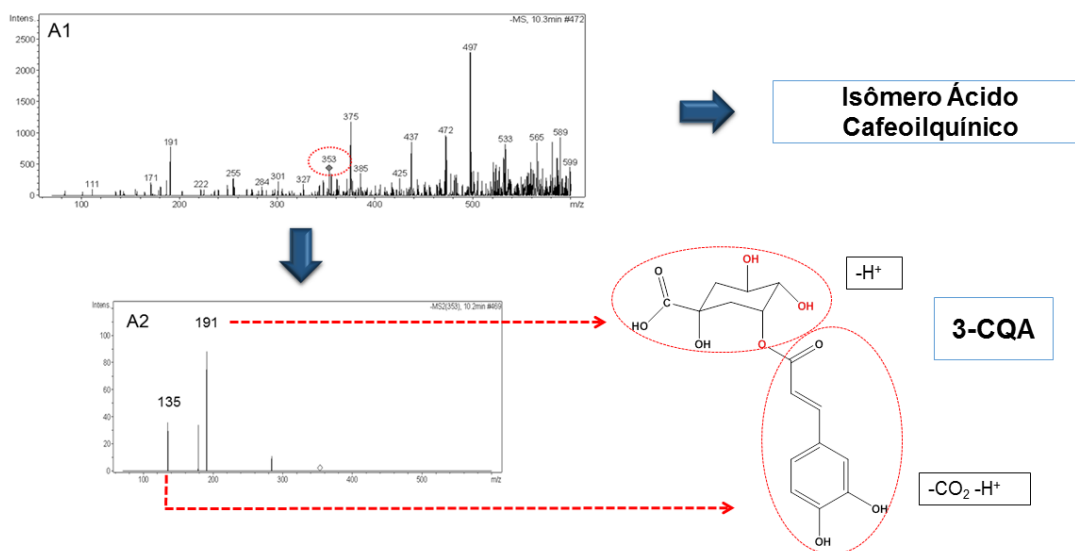 Intens.
A1
-MS, 10.3min #472
2500
2000
1500
1000
500
0
111
171
191
222
255
284
301
327
353
375
385
425
437
472
497
533
565
589
599
100
200
300
400
500
m/z
Isômero Ácido
Cafeoilquínico
Intens.
A2
-MS2(353), 10.2min #469
100
80
60
40
20
0
135
191
100
200
300
400
500
m/z
OH
O
C
HO
OH
OH
O
O
OH
OH
-H⁺
3-CQA
-CO₂ -H⁺